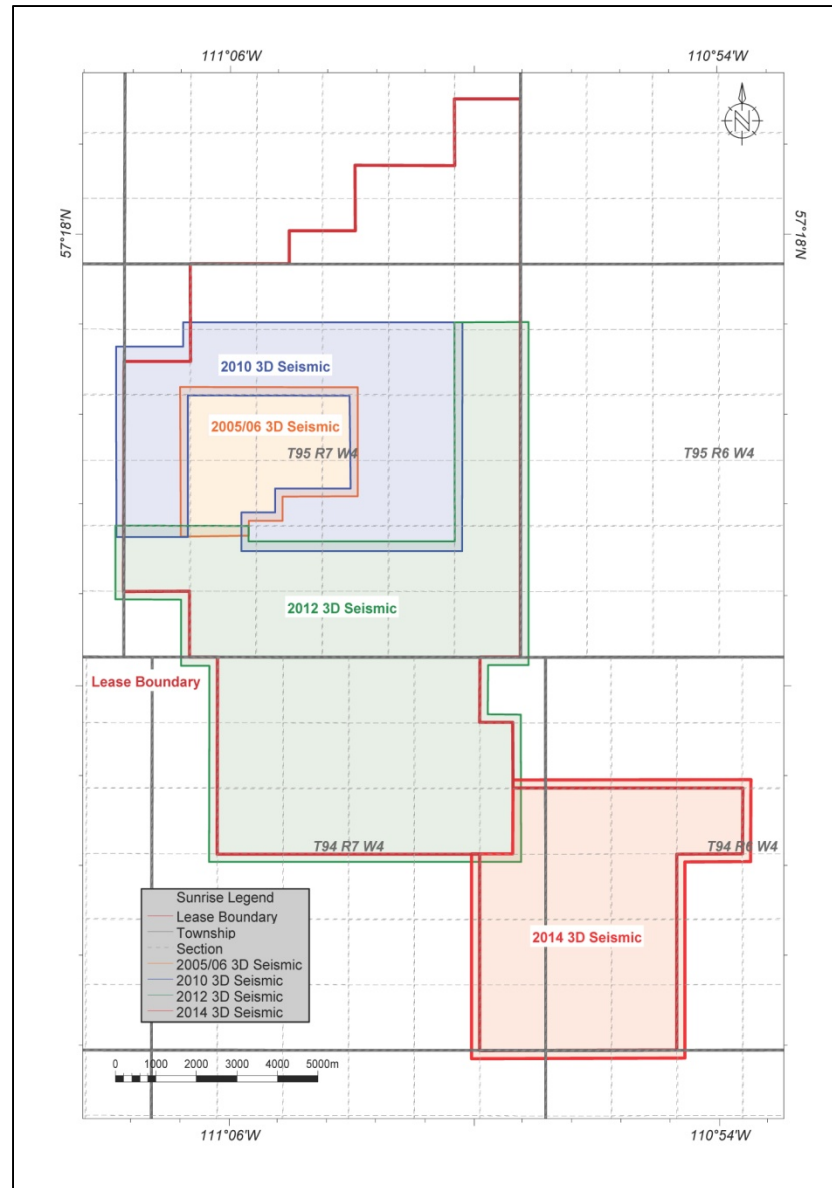 111°06'W
110°54'W
N
57°18'N
57°18'N
2010 3D Seismic
2005/06 3D Seismic
T95 R7 W4
T95 R6 W4
2012 3D Seismic
Lease Boundary
T94 R7 W4
T94 R6 W4
2014 3D Seismic
Sunrise Legend
Lease Boundary
Township
Section
2005/06 3D Seismic
2010 3D Seismic
2012 3D Seismic
2014 3D Seismic
0 1000 2000 3000 4000 5000m
111°06'W
110°54'W